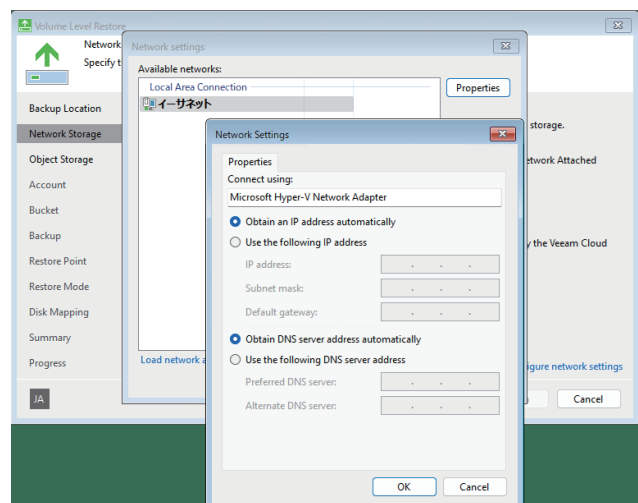 Volume Level Restore
Network
Specify t
Backup Location
Network Storage
Object Storage
Account
Bucket
Backup
Restore Point
Restore Mode
Disk Mapping
Summary
Progress
JA
Network settings
Available networks:
Local Area Connection
イーサネット
Properties
Load network a
Network Settings
Properties
Connect using:
Microsoft Hyper-V Network Adapter
Obtain an IP address automatically
Use the following IP address
IP address:
Subnet mask:
Default gateway:
Obtain DNS server address automatically
Use the following DNS server address
Preferred DNS server:
Alternate DNS server:
OK
Cancel
storage.
etwork Attached
y the Veeam Cloud
igure network settings
Cancel